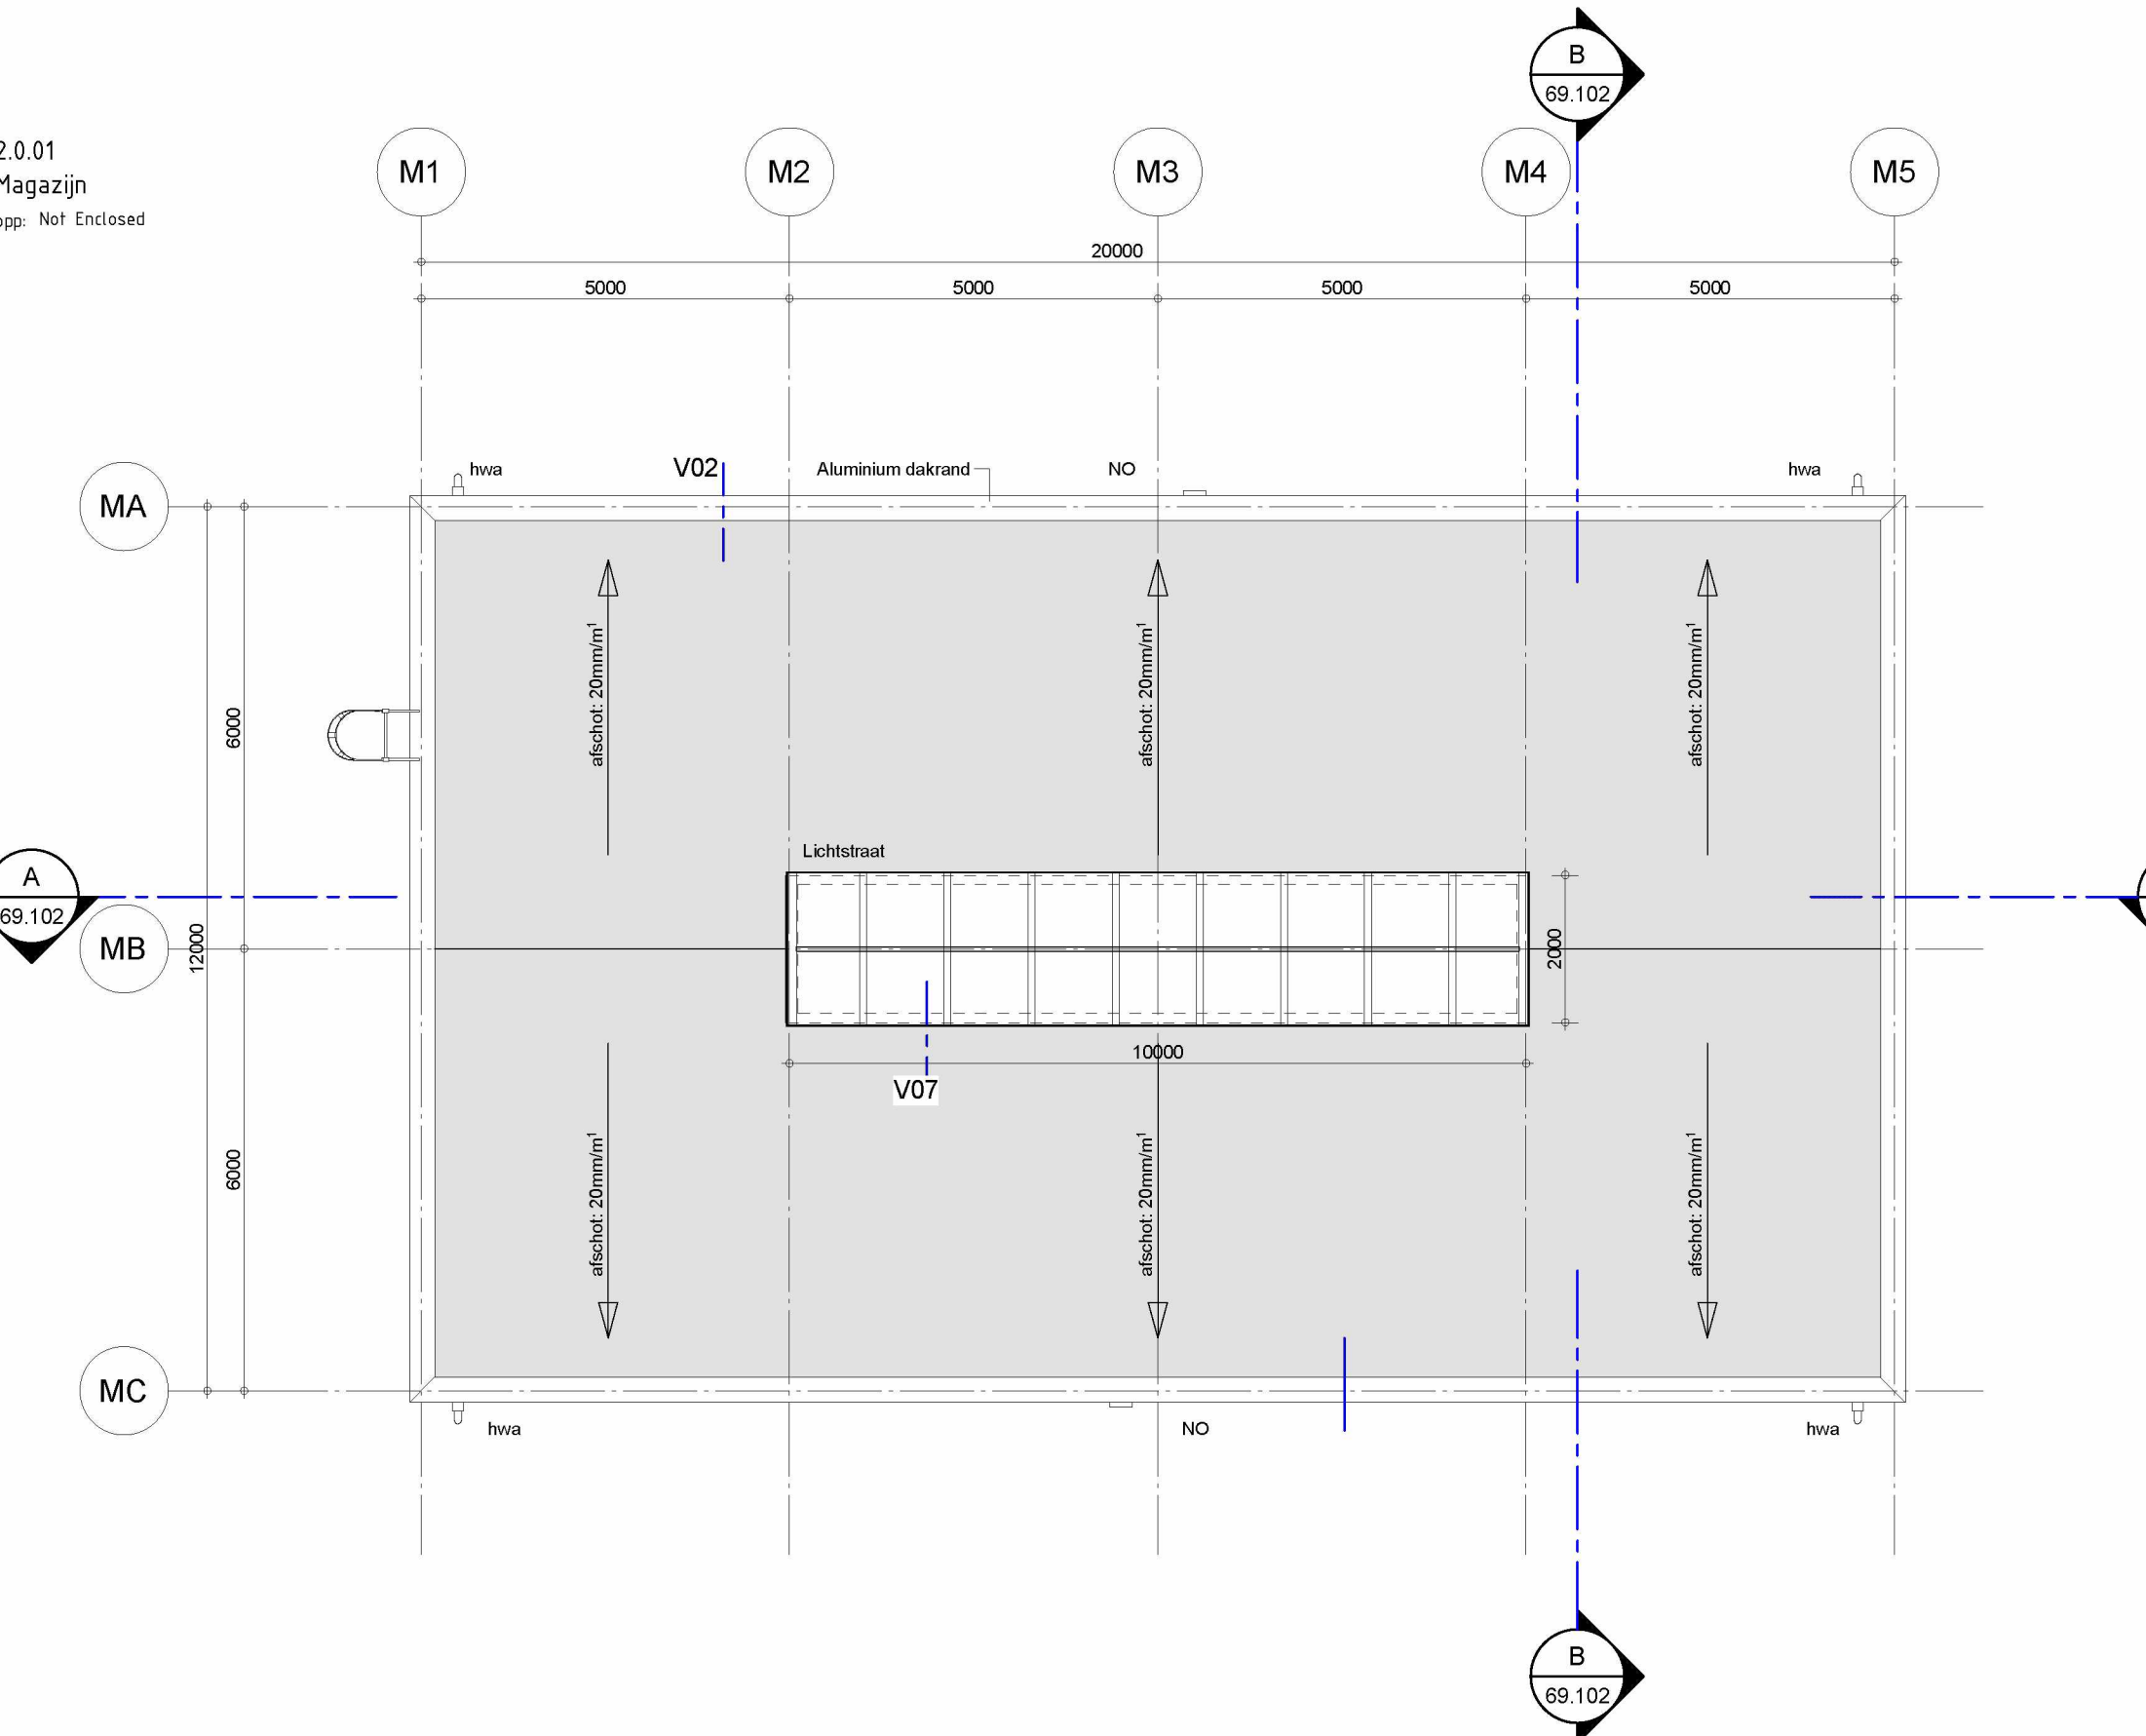 B
69.102
2.0.01
Magazijn
opp: Not Enclosed
M1
M2
M3
M4
M5
20000
5000
5000
5000
5000
hwa
V02
Aluminium dakrand
NO
hwa
MA
afschot: 20mm/m¹
afschot: 20mm/m¹
afschot: 20mm/m¹
6000
Lichtstraat
A
69.102
MB
12000
2000
10000
V07
afschot: 20mm/m¹
afschot: 20mm/m¹
afschot: 20mm/m¹
6000
MC
hwa
NO
hwa
B
69.102